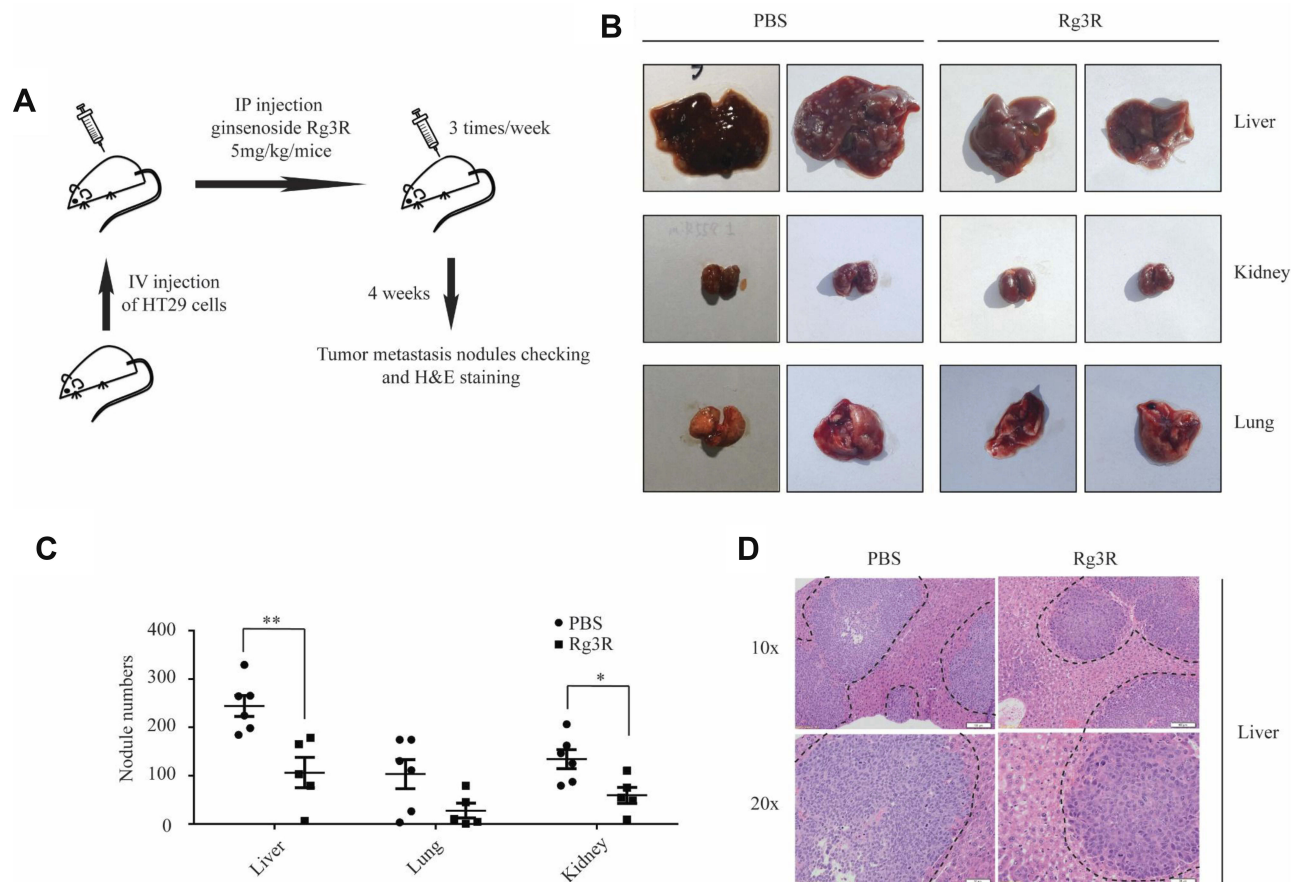 A
IP injection
ginsenoside Rg3R
5mg/kg/mice
3 times/week
IV injection
of HT29 cells
4 weeks
Tumor metastasis nodules checking
and H&E staining
B
PBS
Rg3R
Liver
Kidney
Lung
C
Nodule numbers
400
300
200
100
0
**
*
PBS
Rg3R
Liver
Lung
Kidney
D
PBS
Rg3R
10x
20x
Liver